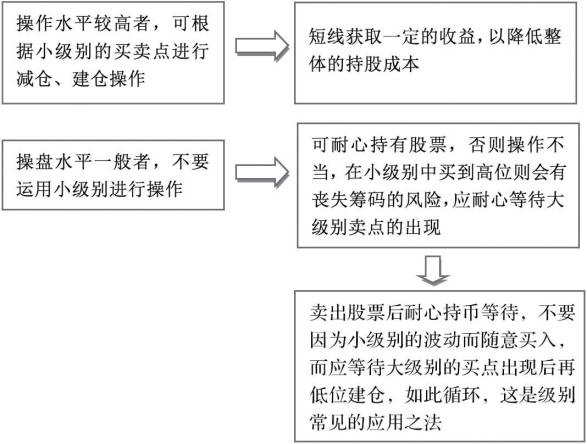 操作水平较高者，可根
据小级别的买卖点进行
减仓、建仓操作
短线获取一定的收益，以降低整
体的持股成本
操盘水平一般者，不要
运用小级别进行操作
可耐心持有股票，否则操作不
当，在小级别中买到高位则会有
丧失筹码的风险，应耐心等待大
级别卖点的出现
卖出股票后耐心持币等待，不要
因为小级别的波动而随意买入，
而应等待大级别的买点出现后再
低位建仓，如此循环，这是级别
常见的应用之法